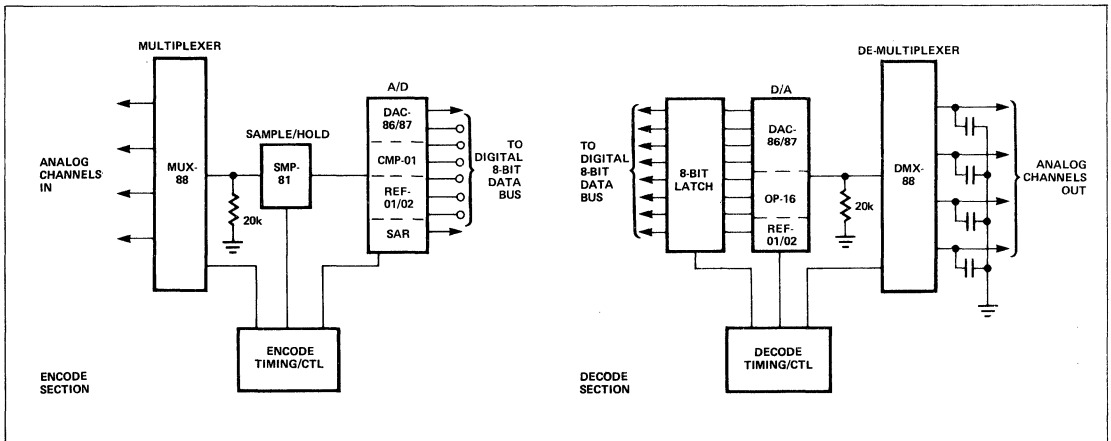 MULTIPLEXER
MUX-
88
ANALOG
CHANNELS
IN
20k
SAMPLE/HOLD
SMP-
81
A/D
DAC-
86/87
CMP-01
REF-
01/02
SAR
TO
DIGITAL
8-BIT
DATA
BUS
ENCODE
TIMING/CTL
ENCODE
SECTION
TO
DIGITAL
8-BIT
DATA
BUS
8-BIT
LATCH
D/A
DAC-
86/87
OP-16
REF-
01/02
20k
DE-MULTIPLEXER
DMX-
88
ANALOG
CHANNELS
OUT
DECODE
TIMING/CTL
DECODE
SECTION